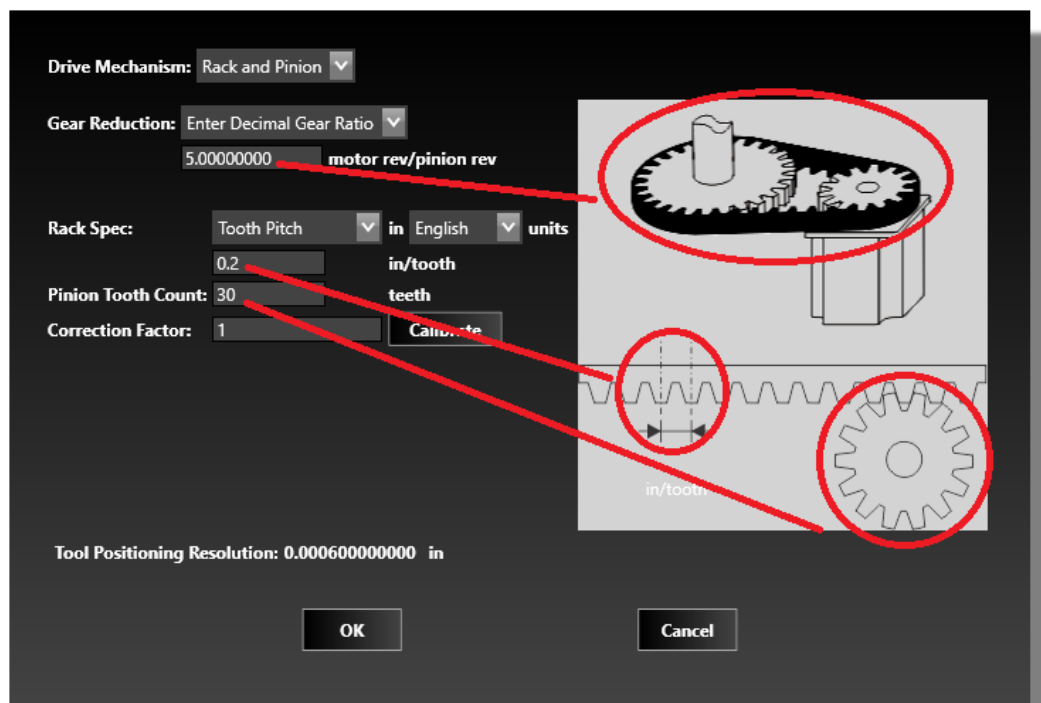 Drive Mechanism: Rack and Pinion
Gear Reduction: Enter Decimal Gear Ratio
5.00000000 motor rev/pinion rev
Rack Spec: Tooth Pitch in English units
0.2 in/tooth
Pinion Tooth Count: 30 teeth
Correction Factor: 1 Calibrate
in/tooth
Tool Positioning Resolution: 0.000600000000 in
OK Cancel